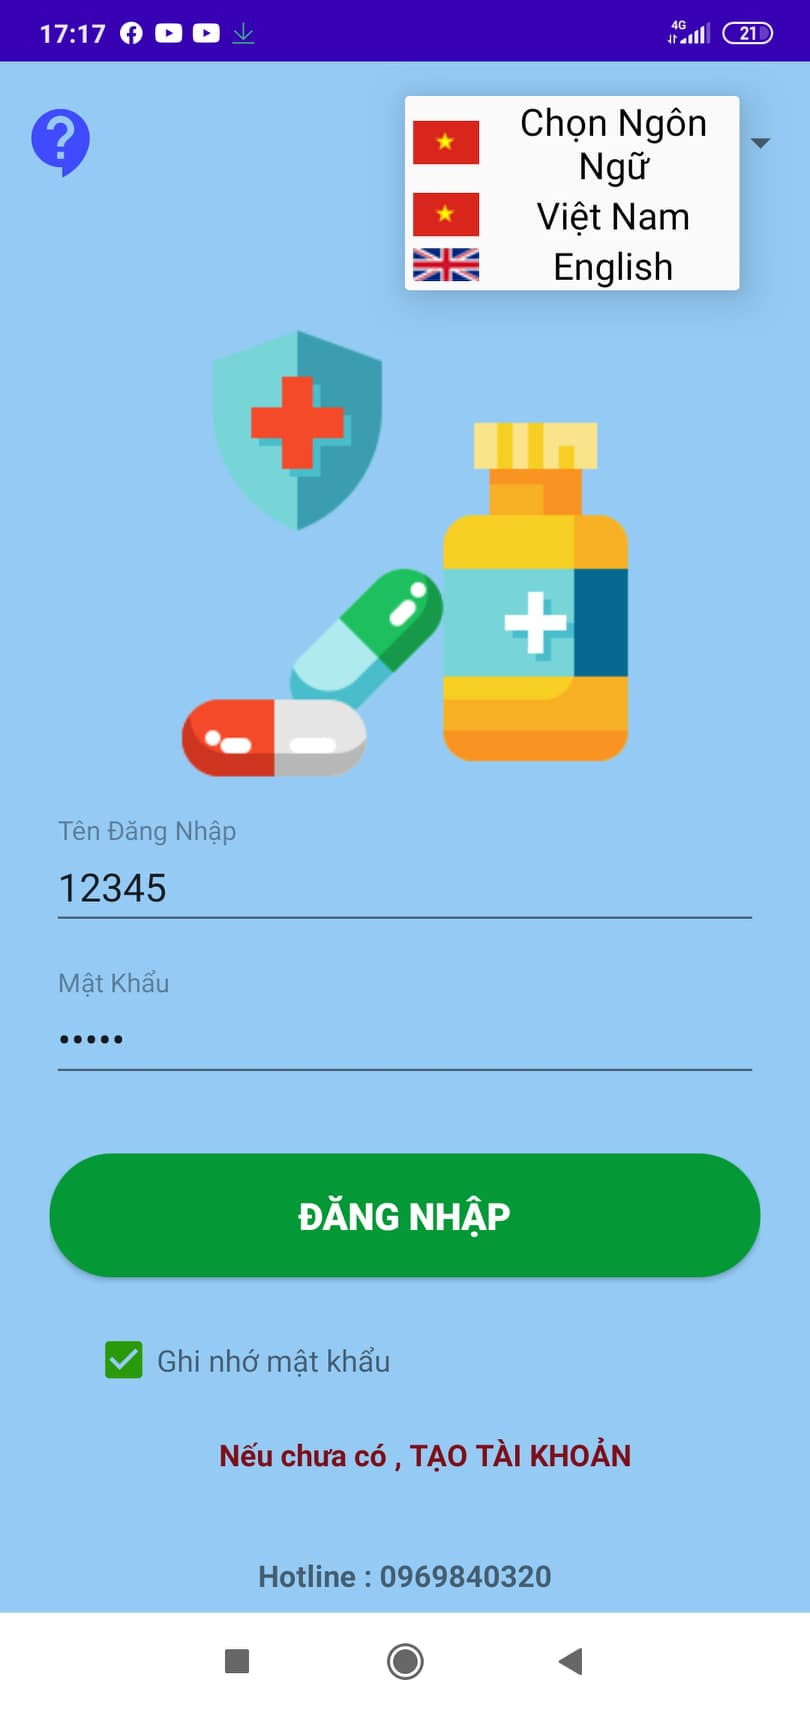 17:17
4G
21
?
Chọn Ngôn
Ngữ
Việt Nam
English
Tên Đăng Nhập
12345
Mật Khẩu
•••••
ĐĂNG NHẬP
Ghi nhớ mật khẩu
Nếu chưa có , TẠO TÀI KHOẢN
Hotline : 0969840320